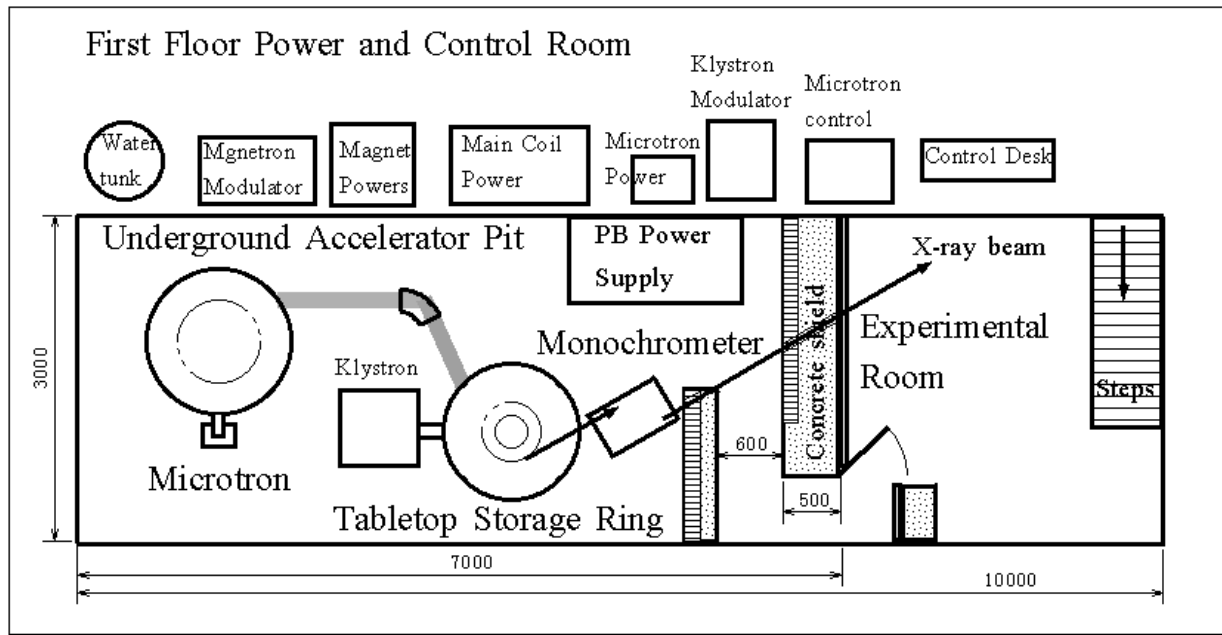 First Floor Power and Control Room
Klystron
Modulator
Microtron
control
Water
tunk
Mgnetron
Modulator
Magnet
Powers
Main Coil
Power
Microtron
Power
Control Desk
Underground Accelerator Pit
PB Power
Supply
X-ray beam
Monochrometer
Concrete shield
Experimental
Room
Klystron
Steps
3000
600
Microtron
500
Tabletop Storage Ring
7000
10000